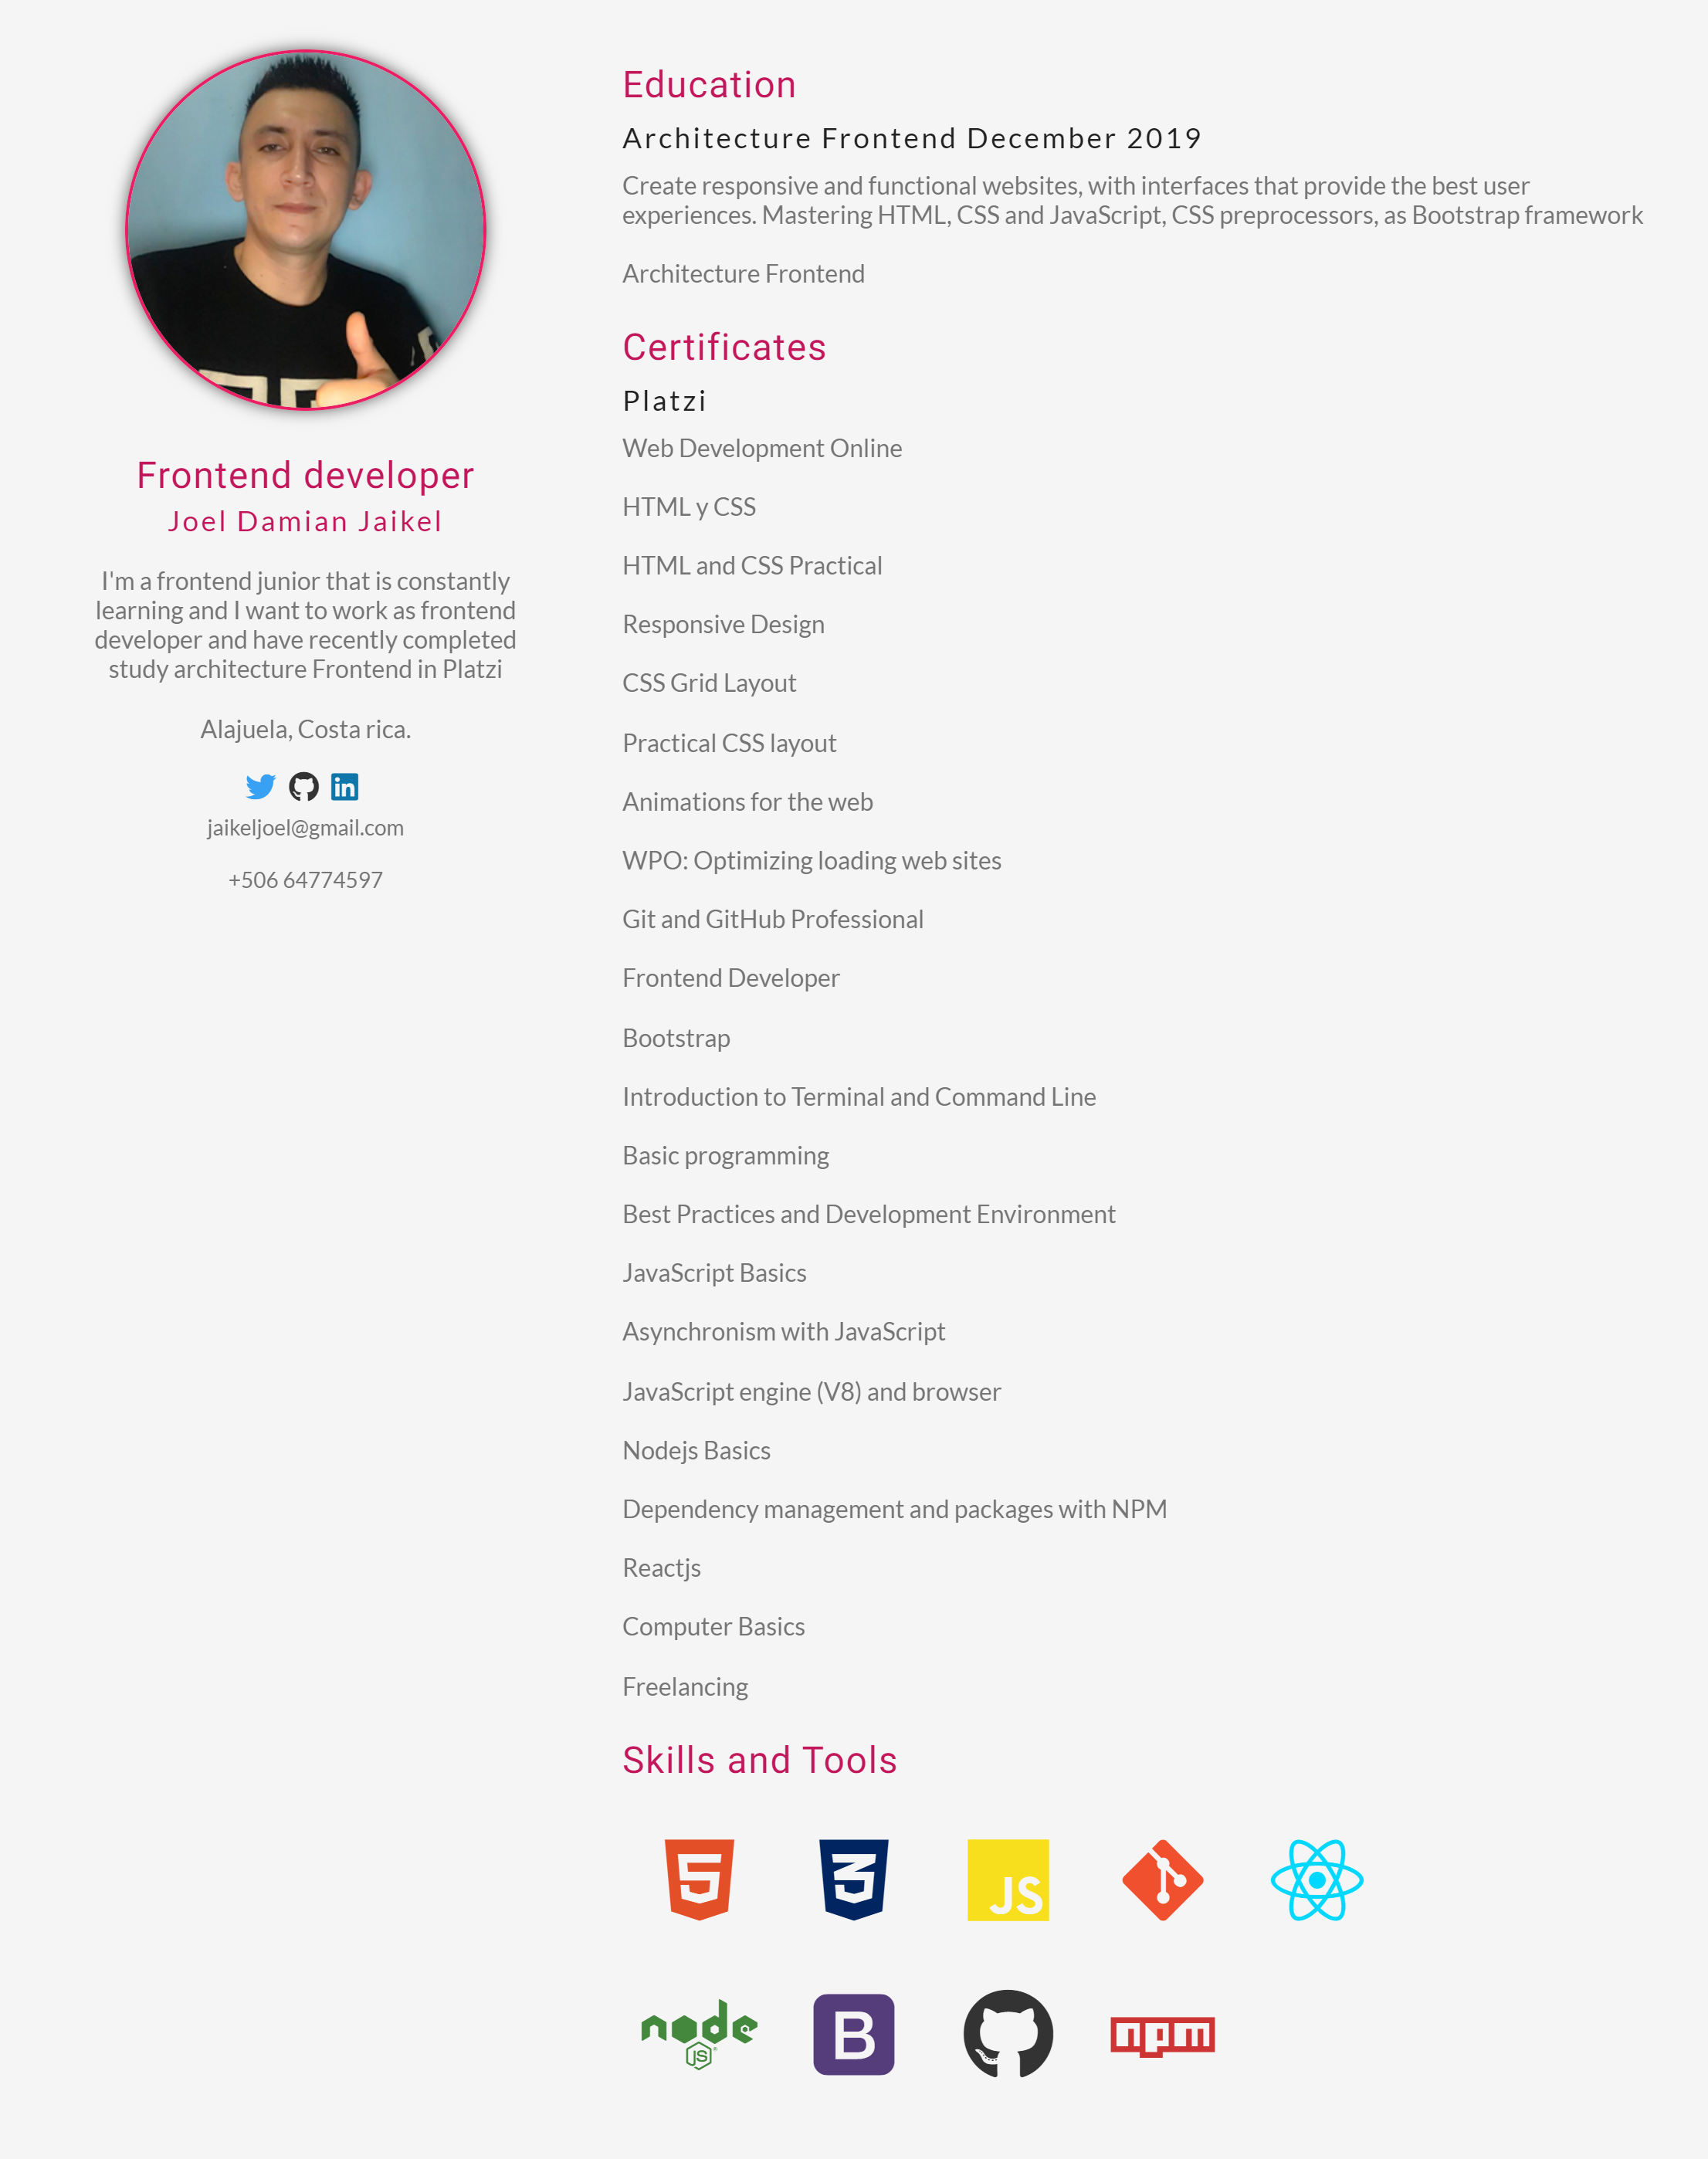 Frontend developer
Joel Damian Jaikel
I'm a frontend junior that is constantly
learning and I want to work as frontend
developer and have recently completed
study architecture Frontend in Platzi
Alajuela, Costa rica.
in
jaikeljoel@gmail.com
+506 64774597
Education
Architecture Frontend December 2019
Create responsive and functional websites, with interfaces that provide the best user
experiences. Mastering HTML, CSS and JavaScript, CSS preprocessors, as Bootstrap framework
Architecture Frontend
Certificates
Platzi
Web Development Online
HTML y CSS
HTML and CSS Practical
Responsive Design
CSS Grid Layout
Practical CSS layout
Animations for the web
WPO: Optimizing loading web sites
Git and GitHub Professional
Frontend Developer
Bootstrap
Introduction to Terminal and Command Line
Basic programming
Best Practices and Development Environment
JavaScript Basics
Asynchronism with JavaScript
JavaScript engine (V8) and browser
Nodejs Basics
Dependency management and packages with NPM
Reactjs
Computer Basics
Freelancing
Skills and Tools
5 3 JS
node JS B npm